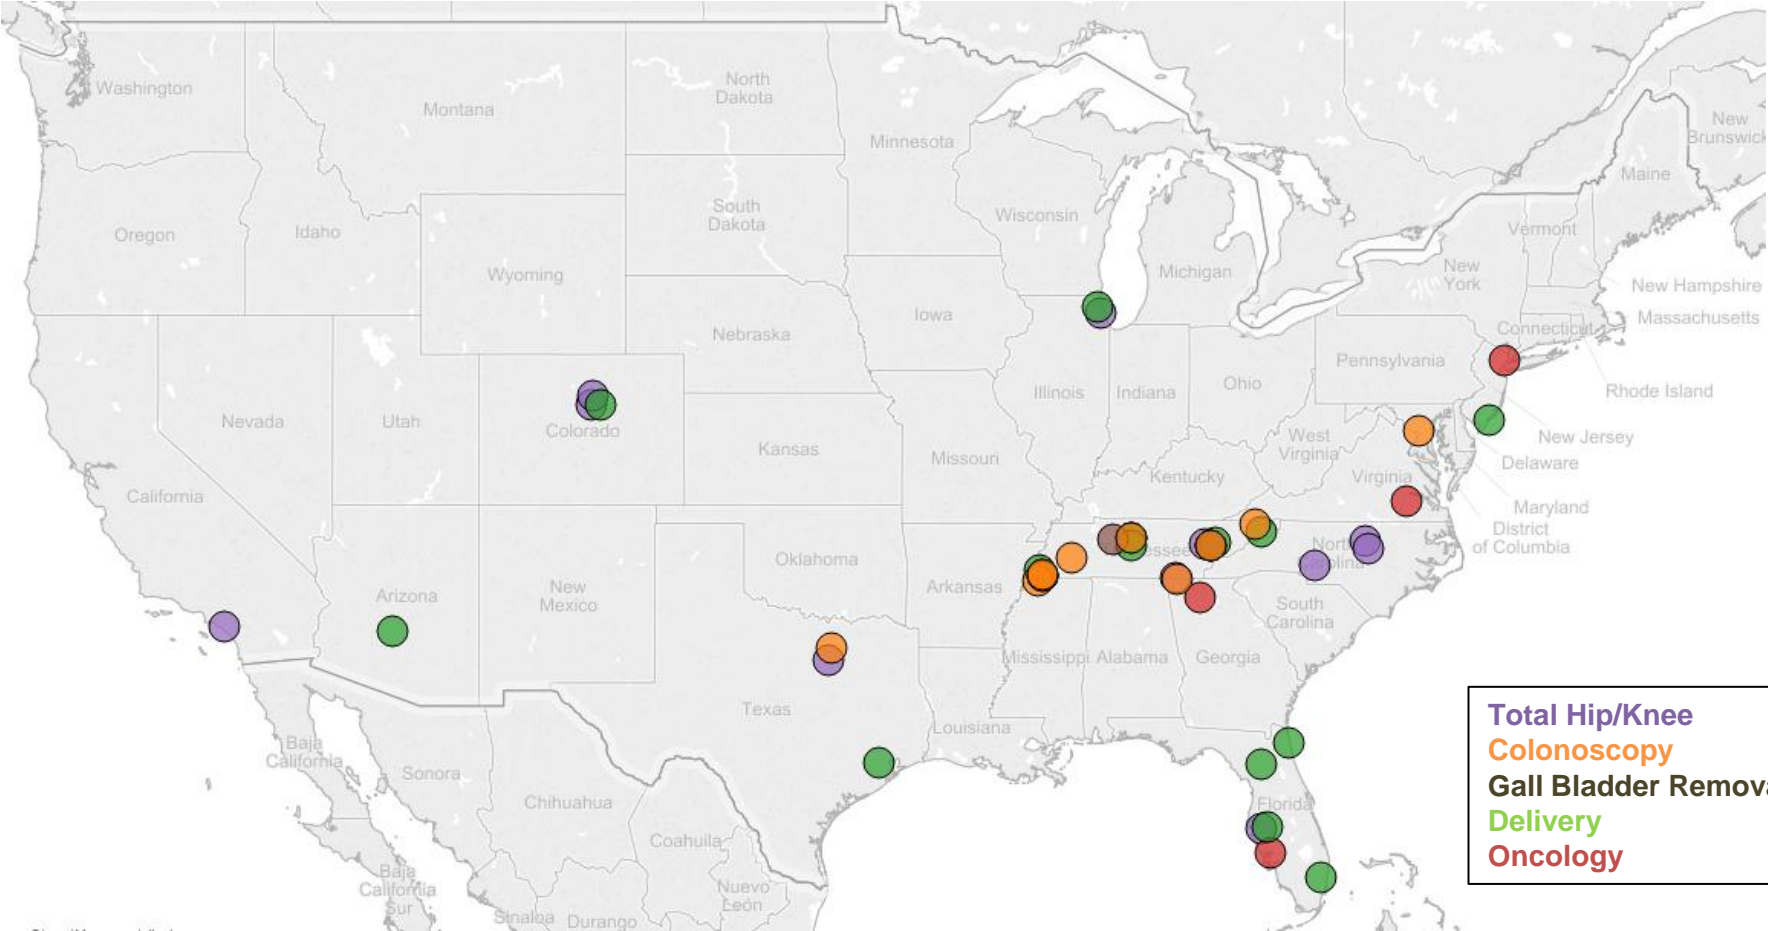 Washington
Montana
North
Dakota
Minnesota
New
Brunswick
Maine
Oregon
Idaho
South
Dakota
Wisconsin
Vermont
Wyoming
Michigan
New
York
New Hampshire
Massachusetts
Iowa
Nebraska
Connecticut
Pennsylvania
Rhode Island
Nevada
Utah
Colorado
Illinois
Indiana
Ohio
New Jersey
West
Virginia
Delaware
Kansas
Missouri
Kentucky
Virginia
California
Maryland
District
of Columbia
Oklahoma
essee
North
rolina
Arkansas
Arizona
New
Mexico
South
Carolina
Mississippi
Alabama
Georgia
Texas
Louisiana
Total Hip/Knee
Colonoscopy
Gall Bladder Remova
Delivery
Oncology
Baja
California
Sonora
Chihuahua
Florida
Coahuila
Baja
California
Sur
Nuevo
León
Sinaloa
Durango